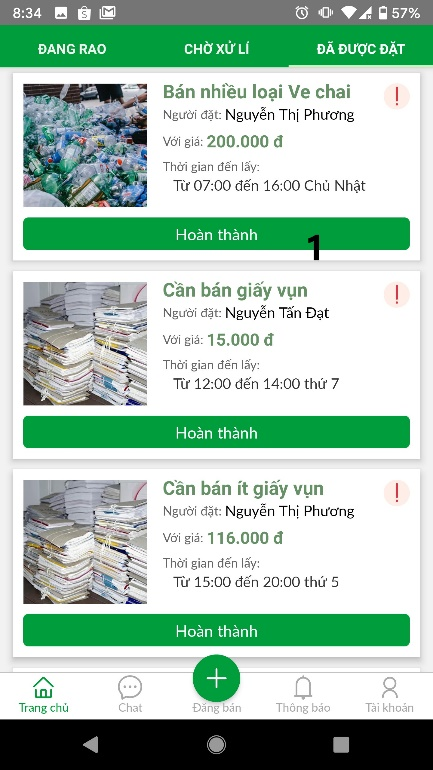 8:34
57%
ĐANG RAO
CHỜ XỬ LÍ
ĐÃ ĐƯỢC ĐẶT
Bán nhiều loại Ve chai
Người đặt: Nguyễn Thị Phương
Với giá: 200.000 đ
Thời gian đến lấy:
Từ 07:00 đến 16:00 Chủ Nhật
Hoàn thành
1
Cần bán giấy vụn
Người đặt: Nguyễn Tấn Đạt
Với giá: 15.000 đ
Thời gian đến lấy:
Từ 12:00 đến 14:00 thứ 7
Hoàn thành
Cần bán ít giấy vụn
Người đặt: Nguyễn Thị Phương
Với giá: 116.000 đ
Thời gian đến lấy:
Từ 15:00 đến 20:00 thứ 5
Hoàn thành
Trang chủ
Chat
Đăng bán
Thông báo
Tài khoản